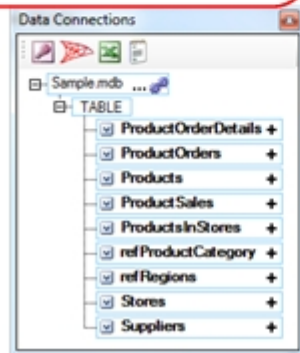 Data Connections
Sample.mdb ...
TABLE
ProductOrderDetails +
ProductOrders +
Products +
ProductSales +
ProductsInStores +
refProductCategory +
refRegions +
Stores +
Suppliers +